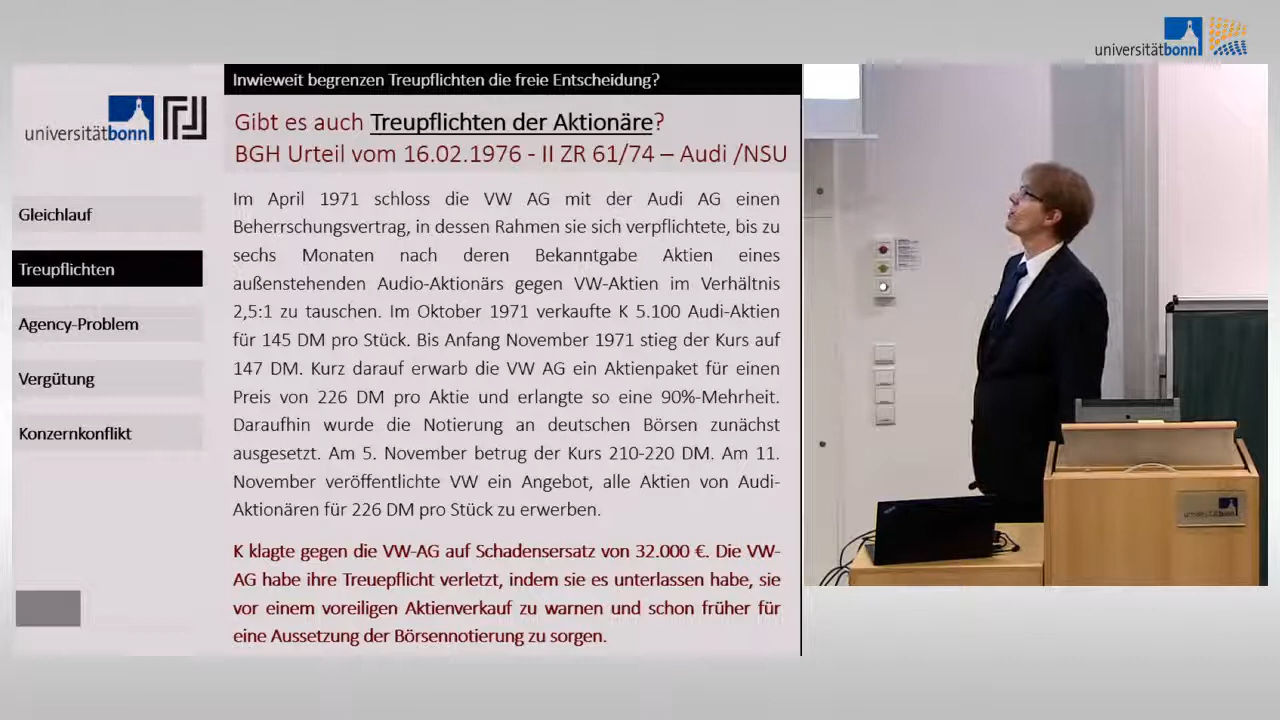 universitätbonn
Inwieweit begrenzen Treupflichten die freie Entscheidung?
universitätbonn
Gibt es auch Treupflichten der Aktionäre?
BGH Urteil vom 16.02.1976 - II ZR 61/74 – Audi /NSU
Gleichlauf
Treupflichten
Agency-Problem
Vergütung
Konzernkonflikt
Im April 1971 schloss die VW AG mit der Audi AG einen
Beherrschungsvertrag, in dessen Rahmen sie sich verpflichtete, bis zu
sechs Monaten nach deren Bekanntgabe Aktien eines
außenstehenden Audio-Aktionärs gegen VW-Aktien im Verhältnis
2,5:1 zu tauschen. Im Oktober 1971 verkaufte K 5.100 Audi-Aktien
für 145 DM pro Stück. Bis Anfang November 1971 stieg der Kurs auf
147 DM. Kurz darauf erwarb die VW AG ein Aktienpaket für einen
Preis von 226 DM pro Aktie und erlangte so eine 90%-Mehrheit.
Daraufhin wurde die Notierung an deutschen Börsen zunächst
ausgesetzt. Am 5. November betrug der Kurs 210-220 DM. Am 11.
November veröffentlichte VW ein Angebot, alle Aktien von Audi-
Aktionären für 226 DM pro Stück zu erwerben.
K klagte gegen die VW-AG auf Schadensersatz von 32.000 €. Die VW-
AG habe ihre Treuepflicht verletzt, indem sie es unterlassen habe, sie
vor einem voreiligen Aktienverkauf zu warnen und schon früher für
eine Aussetzung der Börsennotierung zu sorgen.
universitätbonn